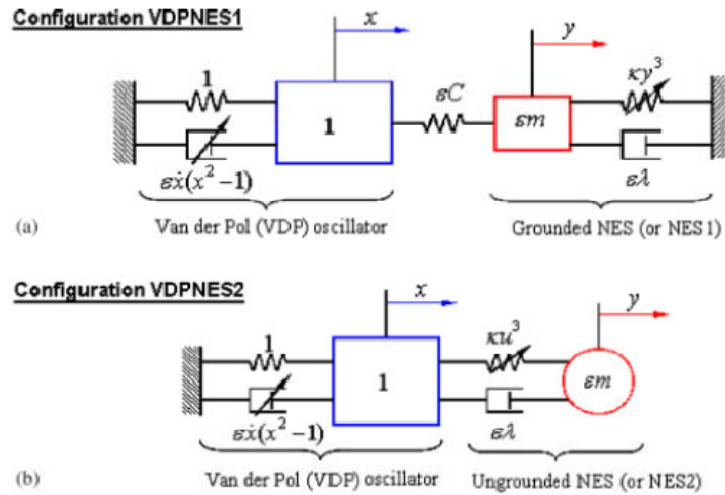 Configuration VDPNES1
x
y
1
εC
κy³
1
εm
εẋ(x²−1)
ελ
(a)
Van der Pol (VDP) oscillator
Grounded NES (or NES1)
Configuration VDPNES2
x
y
1
κu³
1
εm
εẋ(x²−1)
ελ
(b)
Van der Pol (VDP) oscillator
Ungrounded NES (or NES2)